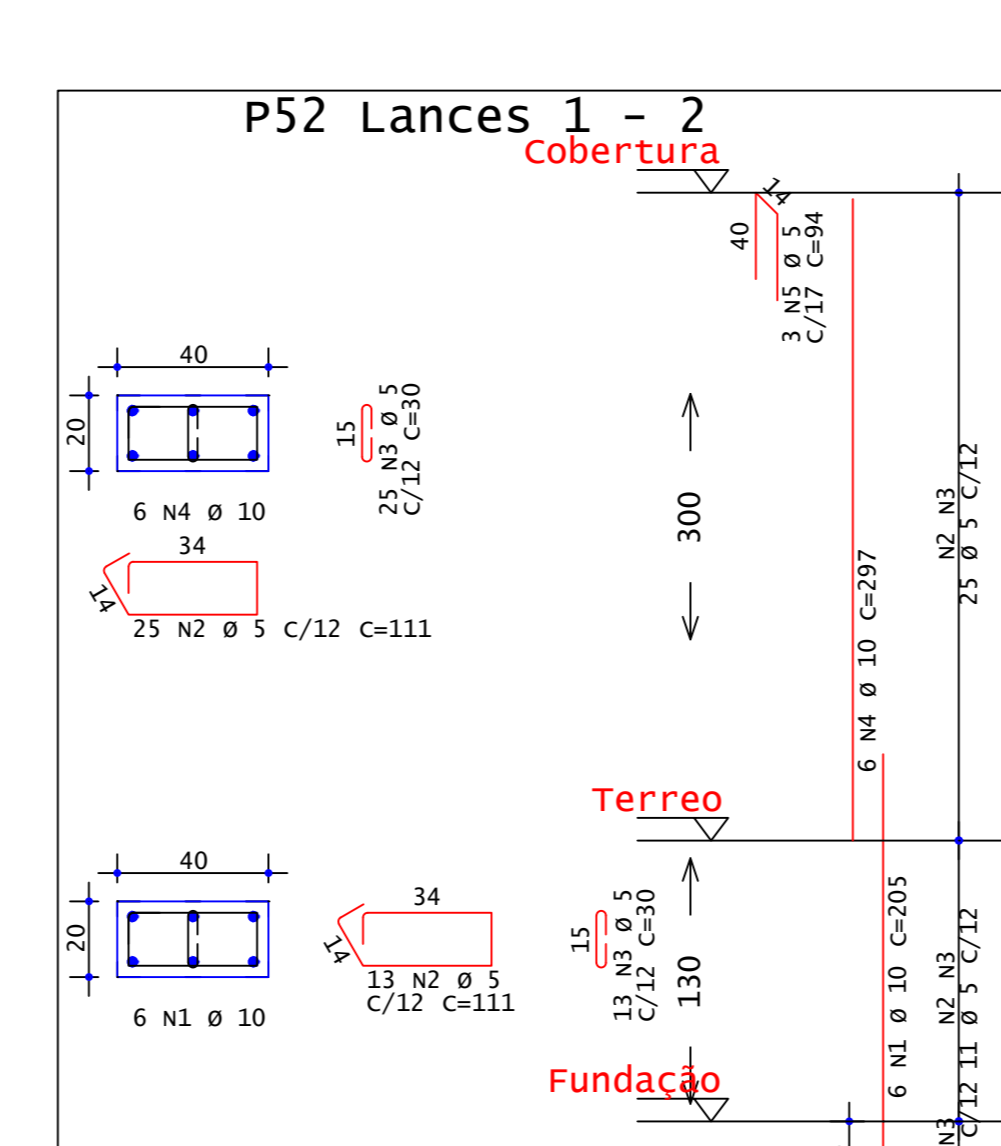 P52 Lances 1 - 2
Cobertura
14
40
3 N5 Ø 5
C/17 C=94
40
20
6 N4 Ø 10
15
25 N3 Ø 5
C/12 C=30
34
14
25 N2 Ø 5 C/12 C=111
300
6 N4 Ø 10 C=297
N2 N3
25 Ø 5 C/12
Terreo
40
20
6 N1 Ø 10
34
14
13 N2 Ø 5
C/12 C=111
15
13 N3 Ø 5
C/12 C=30
130
6 N1 Ø 10 C=205
N2 N3
11 Ø 5 C/12
Fundação
N3
C/12